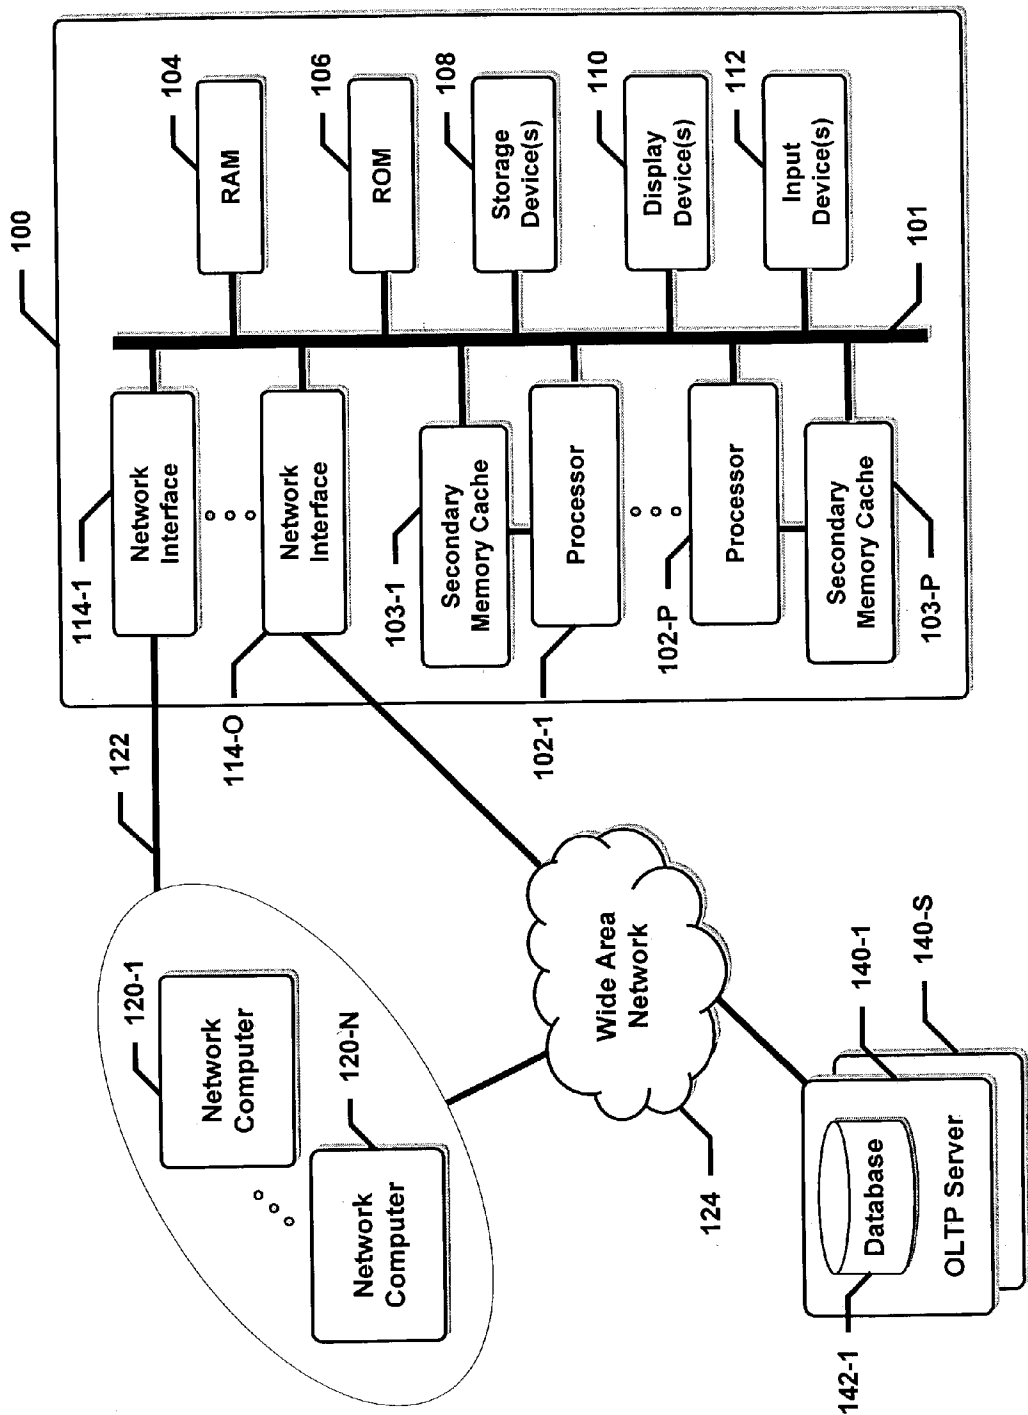 100
104
RAM
106
ROM
108
Storage
Device(s)
110
Display
Device(s)
112
Input
Device(s)
101
114-1
Network
Interface
114-O
Network
Interface
103-1
Secondary
Memory Cache
Processor
102-1
102-P
Processor
Secondary
Memory Cache
103-P
122
120-1
Network
Computer
120-N
Network
Computer
Wide Area
Network
124
140-1
140-S
Database
OLTP Server
142-1